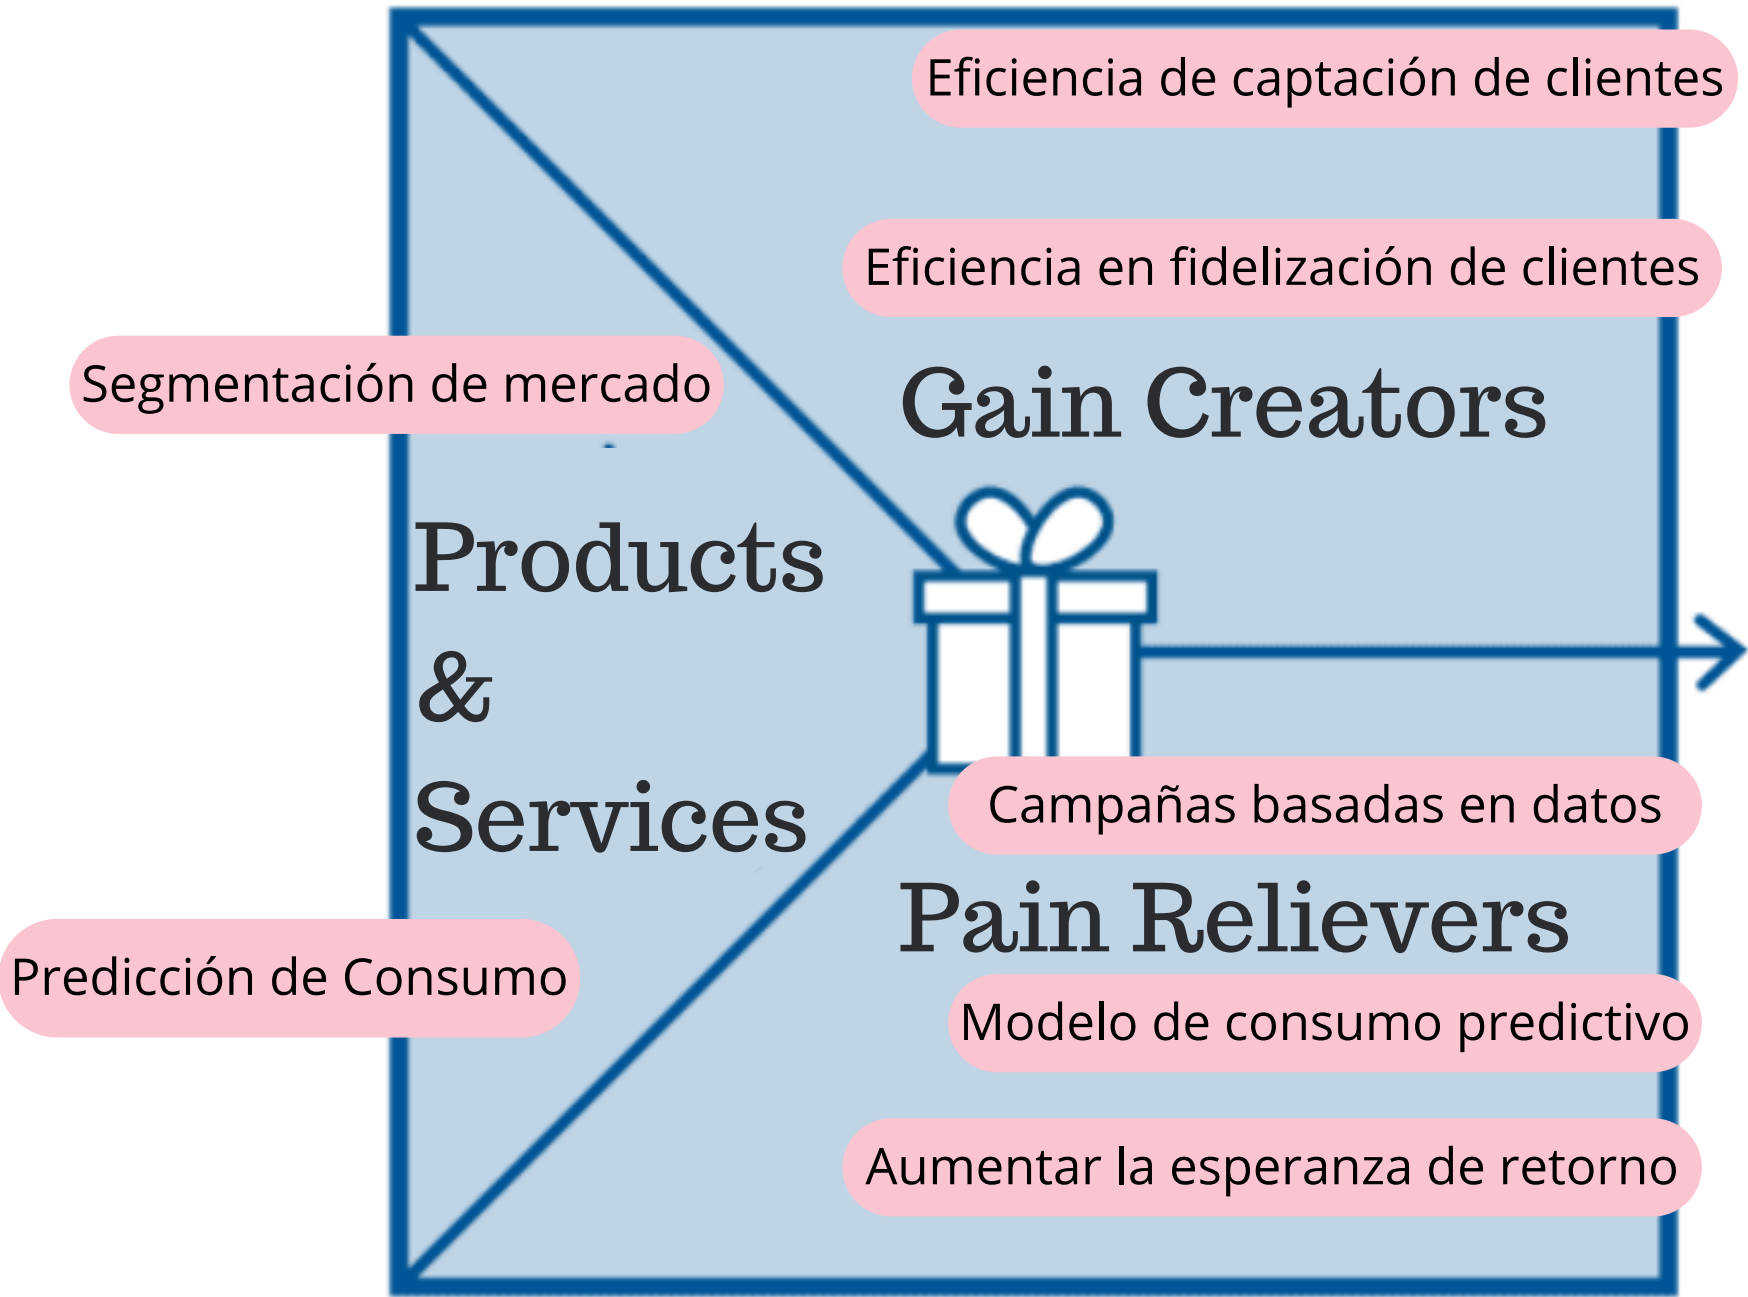 Eficiencia de captación de clientes
Eficiencia en fidelización de clientes
Segmentación de mercado
Gain Creators
Products
&
Services
Campañas basadas en datos
Pain Relievers
Predicción de Consumo
Modelo de consumo predictivo
Aumentar la esperanza de retorno